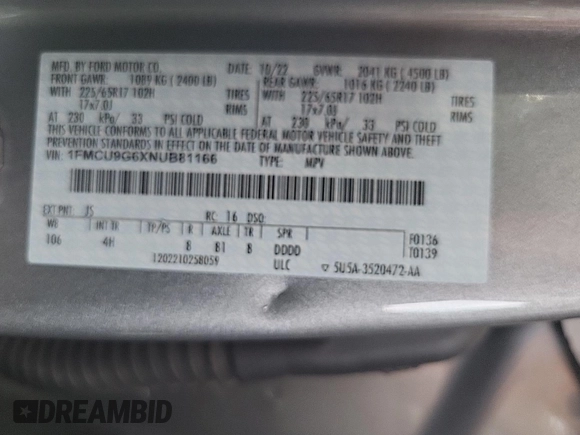 MFD. BY FORD MOTOR CO. DATE: 10/22 GVWR: 2041 KG ( 4500 LB)
FRONT GAWR: 1089 KG ( 2400 LB) REAR GAWR: 1016 KG ( 2240 LB)
WITH 225/65R17 102H TIRES WITH 225/65R17 102H TIRES
17x7.0J RIMS 17x7.0J RIMS
AT 230 kPa/ 33 PSI COLD AT 230 kPa/ 33 PSI COLD
THIS VEHICLE CONFORMS TO ALL APPLICABLE FEDERAL MOTOR VEHICLE SAFETY AND THEFT
PREVENTION STANDARDS IN EFFECT ON THE DATE OF MANUFACTURE SHOWN ABOVE.
VIN: 1FMCU9G6XNUB81166 TYPE: MPV
EXT PNT: JS RC: 16 DSO:
WB INT TR TP/PS R AXLE TR SPR
106 4H 8 B1 8 DDDD
F0136
T0139
1202210258059 ULC ▽ 5U5A-3520472-AA
DREAMBID